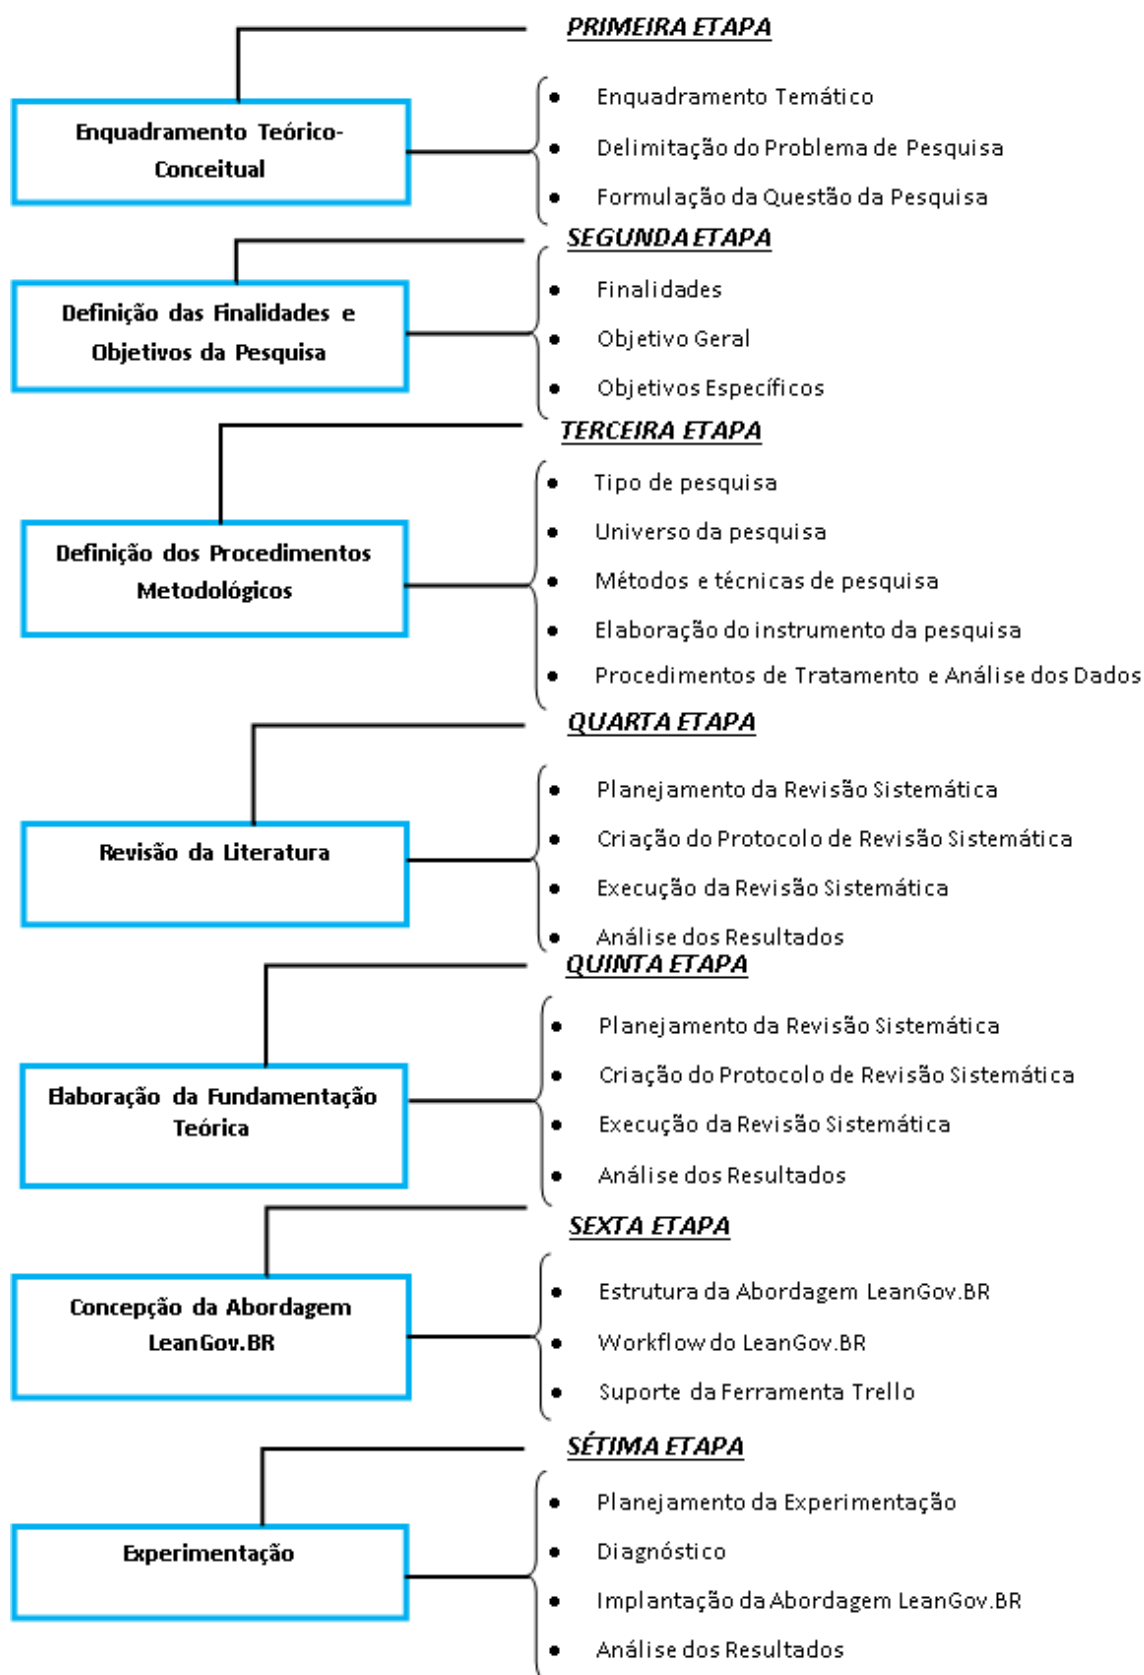 PRIMEIRA ETAPA
Enquadramento Teórico-
Conceitual
• Enquadramento Temático
• Delimitação do Problema de Pesquisa
• Formulação da Questão da Pesquisa
SEGUNDA ETAPA
Definição das Finalidades e
Objetivos da Pesquisa
• Finalidades
• Objetivo Geral
• Objetivos Específicos
TERCEIRA ETAPA
Definição dos Procedimentos
Metodológicos
• Tipo de pesquisa
• Universo da pesquisa
• Métodos e técnicas de pesquisa
• Elaboração do instrumento da pesquisa
• Procedimentos de Tratamento e Análise dos Dados
QUARTA ETAPA
Revisão da Literatura
• Planejamento da Revisão Sistemática
• Criação do Protocolo de Revisão Sistemática
• Execução da Revisão Sistemática
• Análise dos Resultados
QUINTA ETAPA
Elaboração da Fundamentação
Teórica
• Planejamento da Revisão Sistemática
• Criação do Protocolo de Revisão Sistemática
• Execução da Revisão Sistemática
• Análise dos Resultados
SEXTA ETAPA
Concepção da Abordagem
LeanGov.BR
• Estrutura da Abordagem LeanGov.BR
• Workflow do LeanGov.BR
• Suporte da Ferramenta Trello
SÉTIMA ETAPA
Experimentação
• Planejamento da Experimentação
• Diagnóstico
• Implantação da Abordagem LeanGov.BR
• Análise dos Resultados